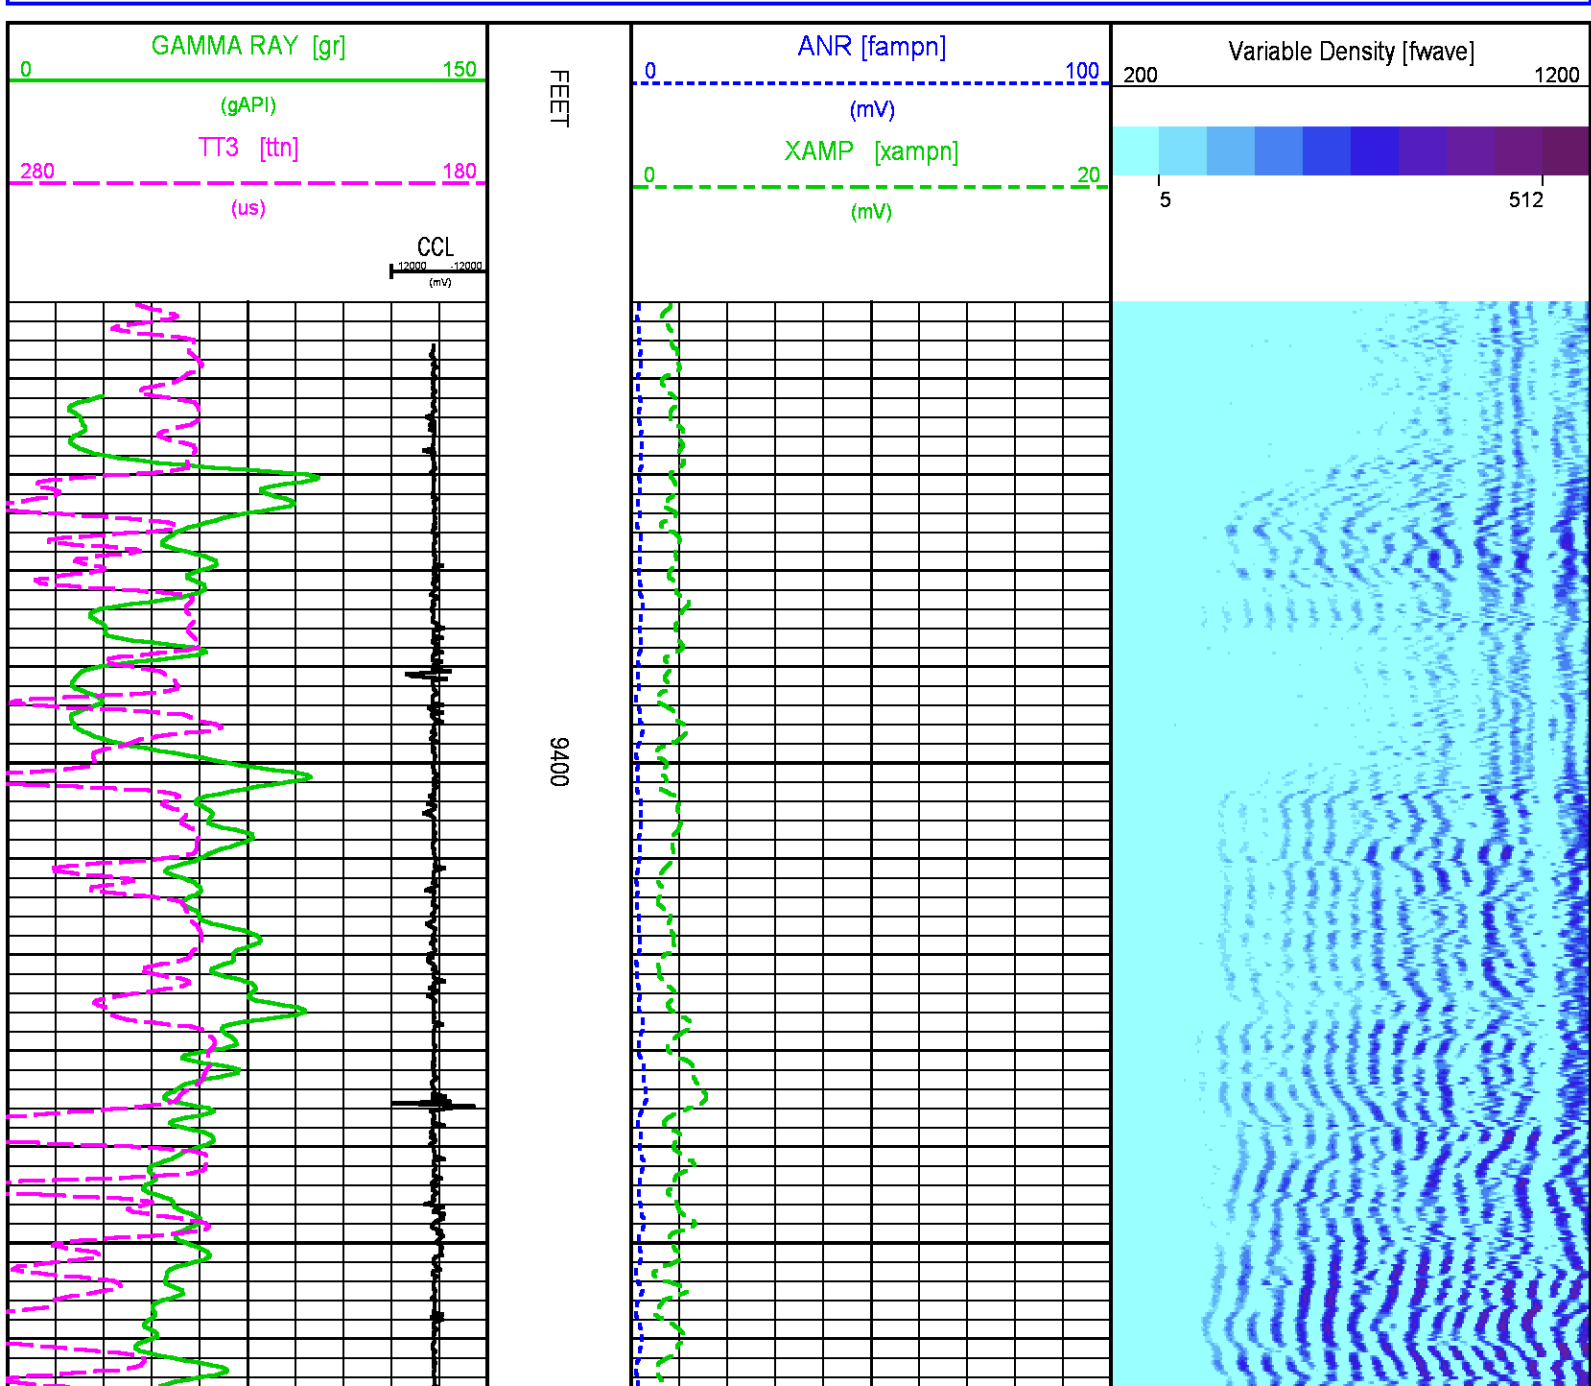 GAMMA RAY [gr]
0 150
(gAPI)
TT3 [ttn]
280 180
(us)
CCL
12000 -12000
(mV)
FEET
9400
ANR [fampn]
0 100
(mV)
XAMP [xampn]
0 20
(mV)
Variable Density [fwave]
200 1200
5 512